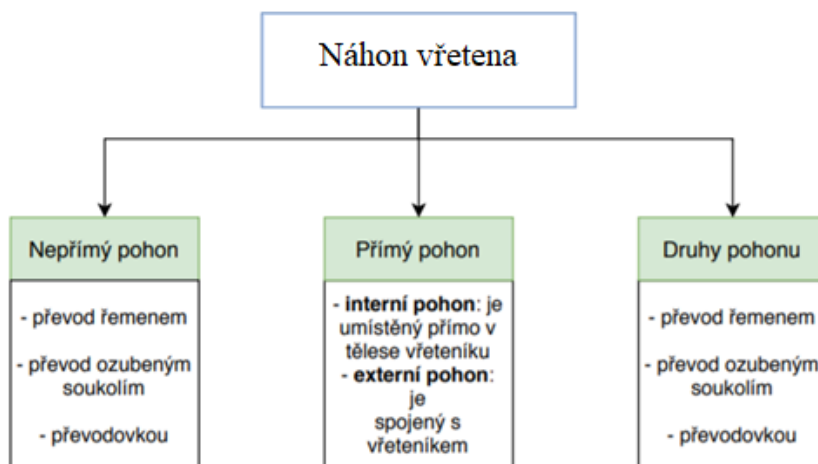 Náhon vřetena
Nepřímý pohon
- převod řemenem
- převod ozubeným
soukolím
- převodovkou
Přímý pohon
- interní pohon: je
umístěný přímo v
tělese vřeteníku
- externí pohon:
je
spojený s
vřeteníkem
Druhy pohonu
- převod řemenem
- převod ozubeným
soukolím
- převodovkou